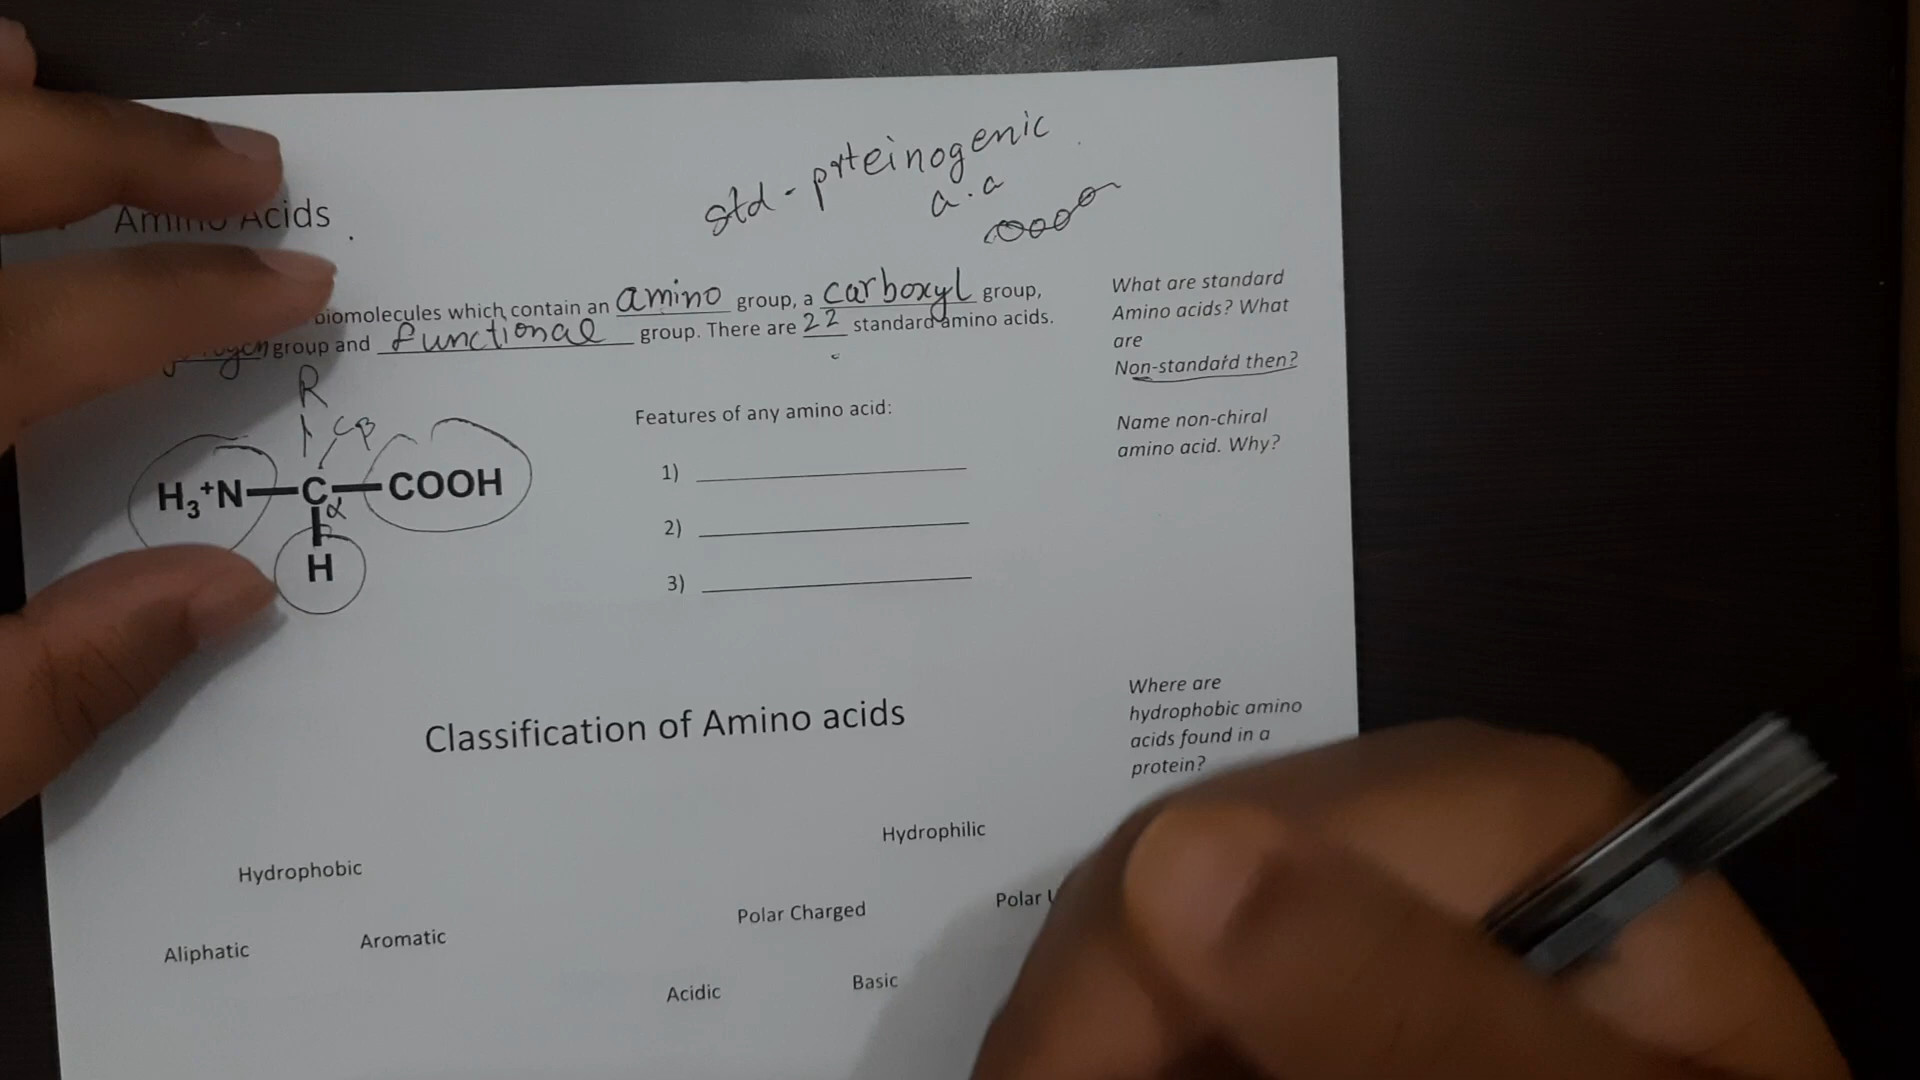 std - prteinogenic
a.a
Amino Acids
biomolecules which contain an amino group, a carboxyl group,
group and functional group. There are 22 standard amino acids.
What are standard
Amino acids? What
are
Non-standard then?
R
Cβ
H3+N-C-COOH
α
H
Features of any amino acid:
1)
2)
3)
Name non-chiral
amino acid. Why?
Classification of Amino acids
Where are
hydrophobic amino
acids found in a
protein?
Hydrophobic
Hydrophilic
Aliphatic
Aromatic
Polar Charged
Polar
Acidic
Basic